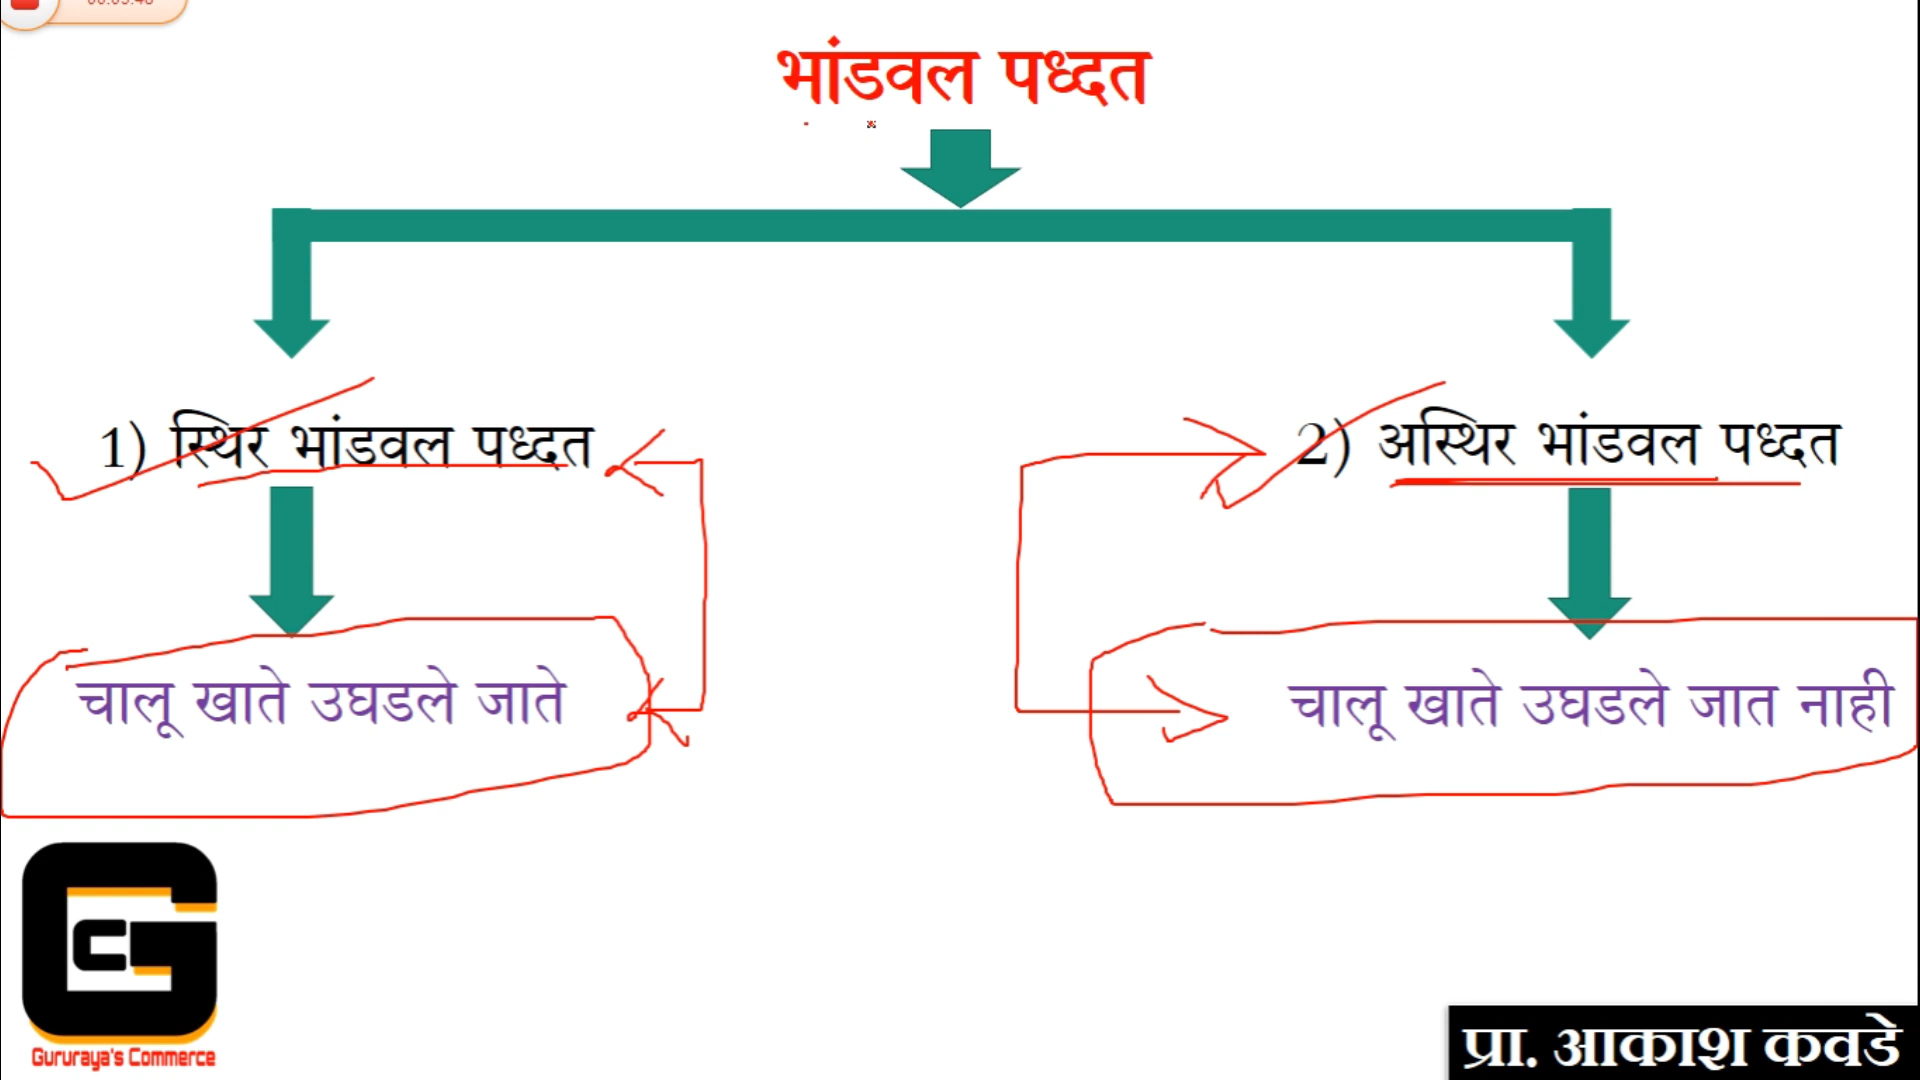 भांडवल पध्दत
1) स्थिर भांडवल पध्दत
2) अस्थिर भांडवल पध्दत
चालू खाते उघडले जाते
चालू खाते उघडले जात नाही
Gururaya's Commerce
प्रा. आकाश कवडे